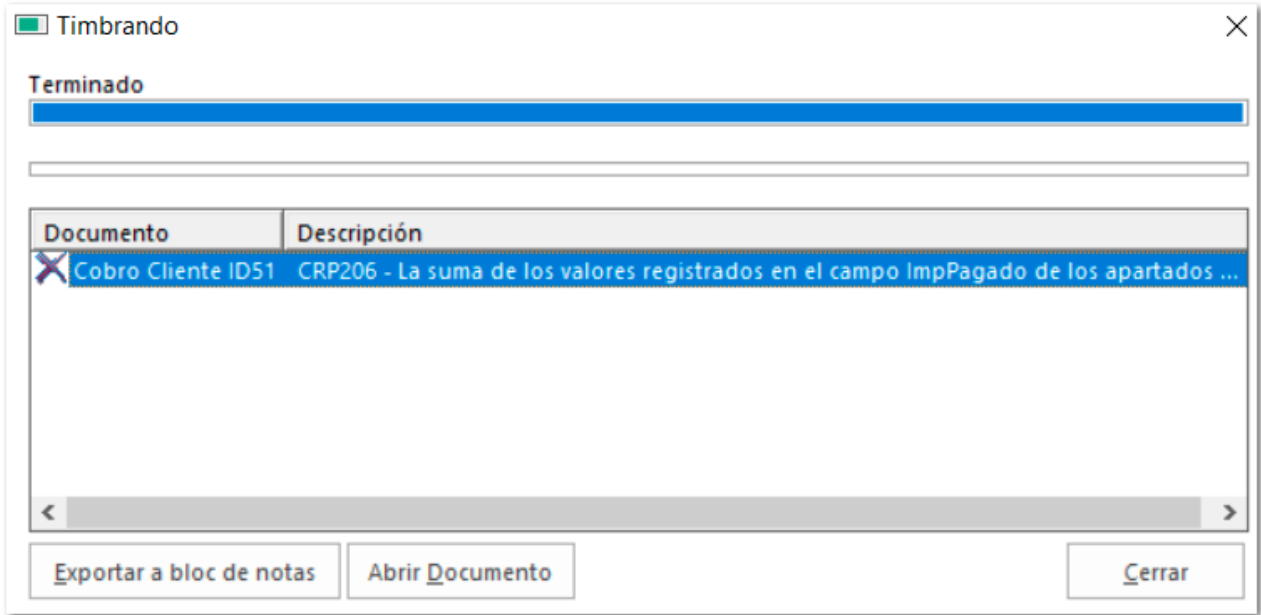 Timbrando
Terminado
Documento Descripción
Cobro Cliente ID51 CRP206 - La suma de los valores registrados en el campo ImpPagado de los apartados ...
Exportar a bloc de notas Abrir Documento Cerrar